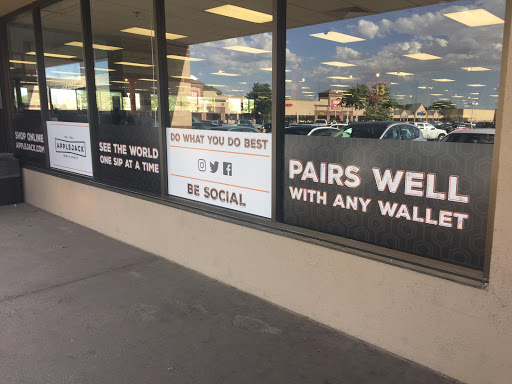 SHOP ONLINE
APPLEJACK.COM
APPLEJACK
SEE THE WORLD
ONE SIP AT A TIME
DO WHAT YOU DO BEST
BE SOCIAL
PAIRS WELL
WITH ANY WALLET